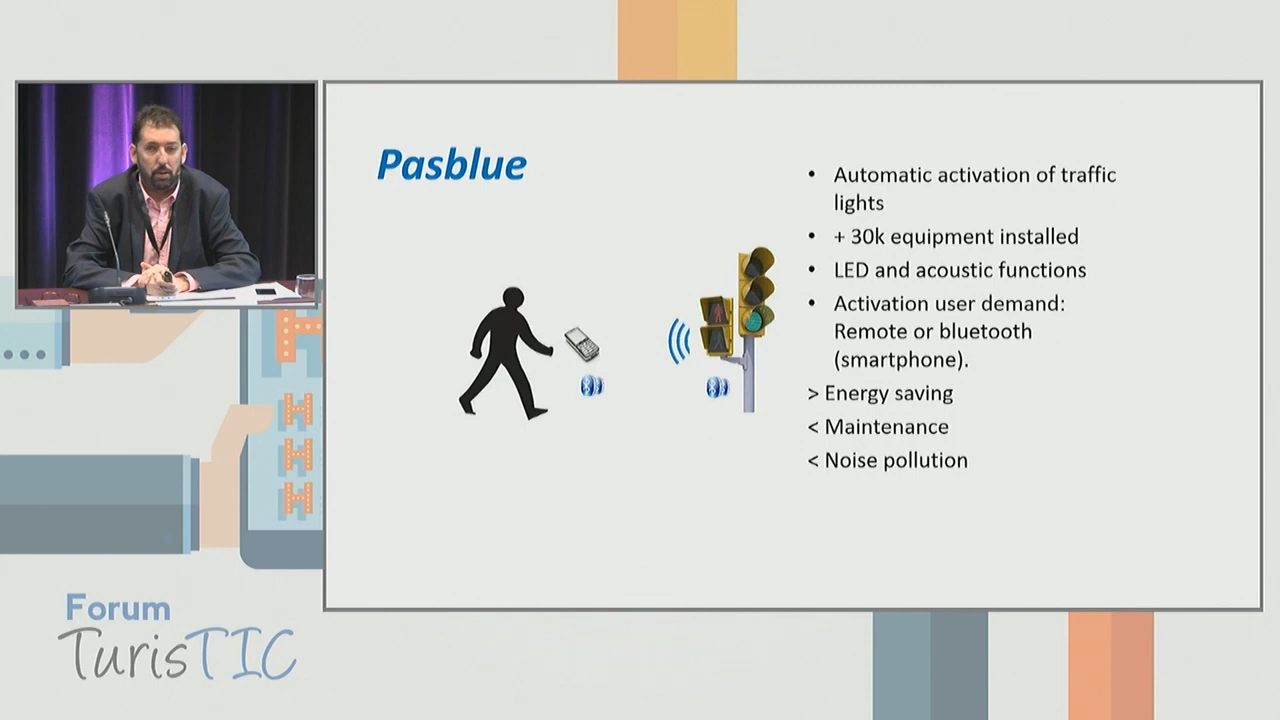 Pasblue
• Automatic activation of traffic
lights
• + 30k equipment installed
• LED and acoustic functions
• Activation user demand:
Remote or bluetooth
(smartphone).
> Energy saving
< Maintenance
< Noise pollution
H
H
H
H
Forum
TurisTIC